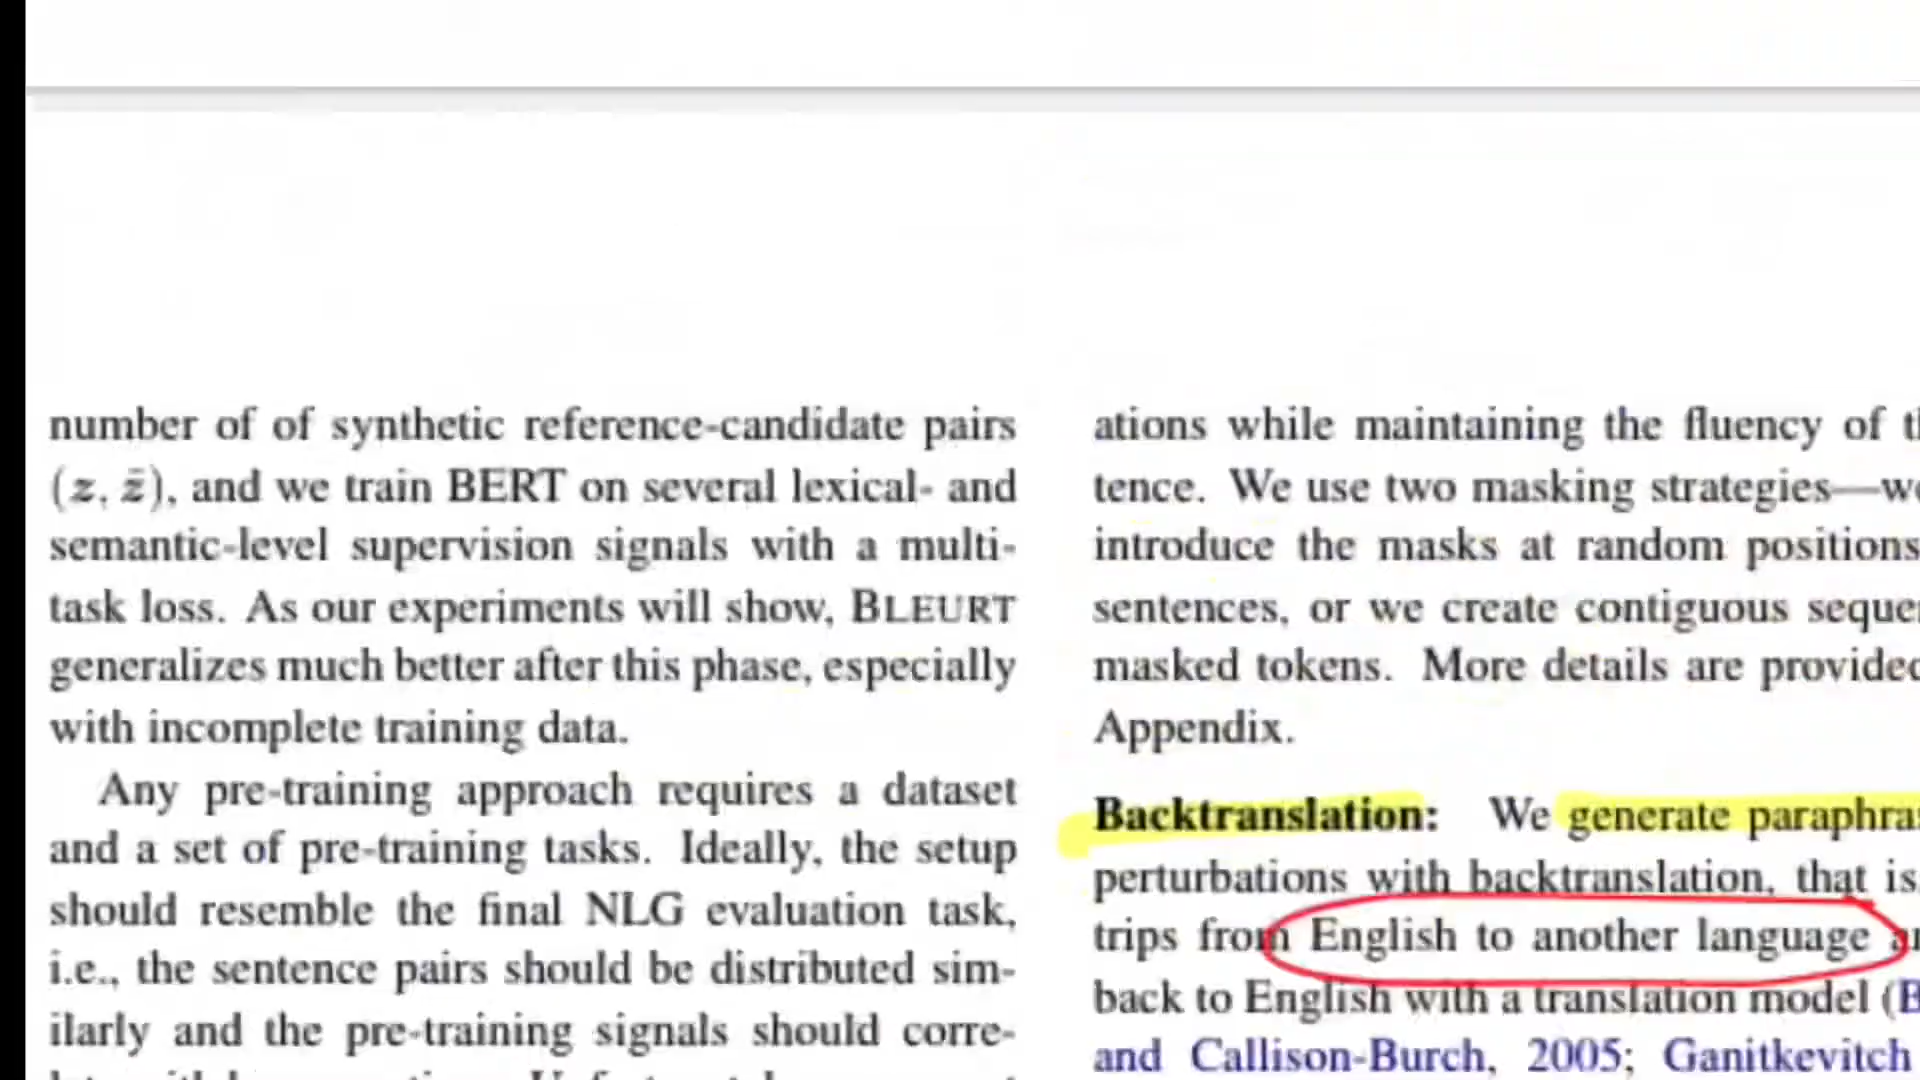 number of of synthetic reference-candidate pairs
(z, z̃), and we train BERT on several lexical- and
semantic-level supervision signals with a multi-
task loss. As our experiments will show, BLEURT
generalizes much better after this phase, especially
with incomplete training data.
Any pre-training approach requires a dataset
and a set of pre-training tasks. Ideally, the setup
should resemble the final NLG evaluation task,
i.e., the sentence pairs should be distributed sim-
ilarly and the pre-training signals should corre-
ations while maintaining the fluency of
tence. We use two masking strategies—
introduce the masks at random positions
sentences, or we create contiguous
masked tokens. More details are provided
Appendix.
Backtranslation: We generate
perturbations with backtranslation, that is
trips from English to another language
back to English with a translation model (
and Callison-Burch, 2005; Ganitkevitch